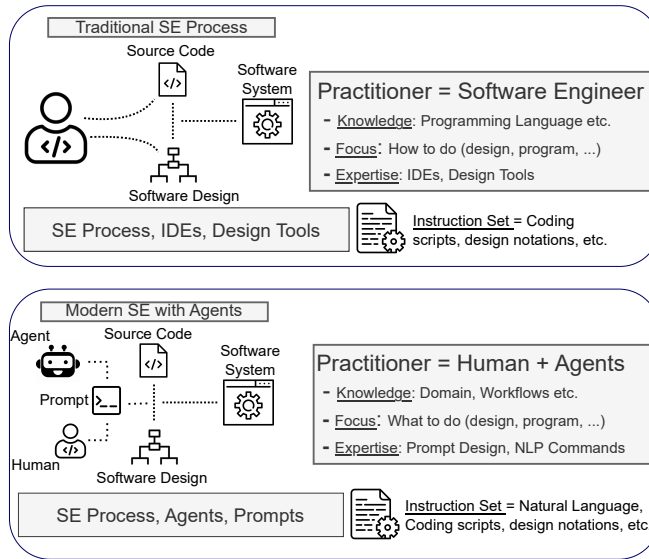 Traditional SE Process
Source Code
Software
System
</>
</>
Software Design
Practitioner = Software Engineer
- Knowledge: Programming Language etc.
- Focus: How to do (design, program, ...)
- Expertise: IDEs, Design Tools
SE Process, IDEs, Design Tools
Instruction Set = Coding
scripts, design notations, etc.
Modern SE with Agents
Agent
Source Code
Software
System
</>
Prompt
>_
</>
Human
Software Design
Practitioner = Human + Agents
- Knowledge: Domain, Workflows etc.
- Focus: What to do (design, program, ...)
- Expertise: Prompt Design, NLP Commands
SE Process, Agents, Prompts
Instruction Set = Natural Language,
Coding scripts, design notations, etc